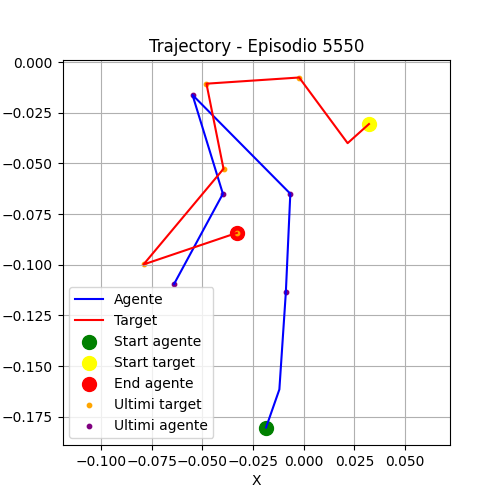 Trajectory - Episodio 5550
0.000
−0.025
−0.050
−0.075
−0.100
−0.125
−0.150
−0.175
Agente
Target
Start agente
Start target
End agente
Ultimi target
Ultimi agente
−0.100 −0.075 −0.050 −0.025 0.000 0.025 0.050
X